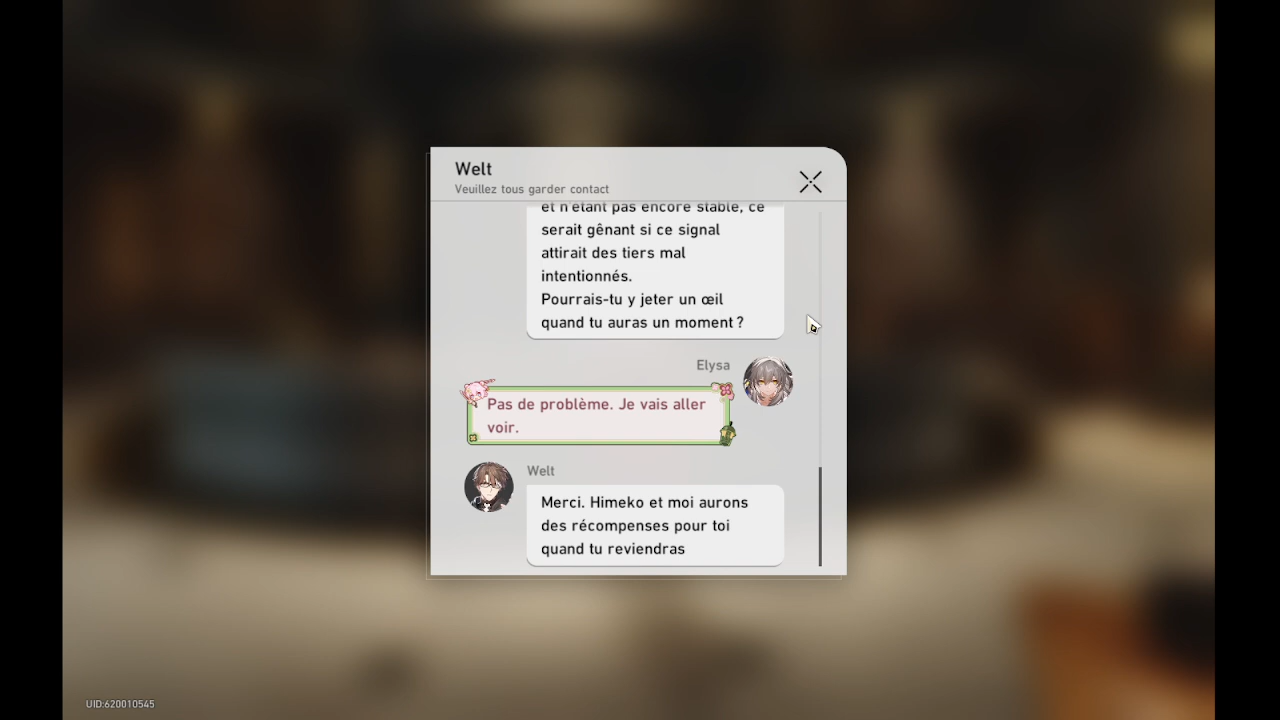 Welt
Veuillez tous garder contact
et n'étant pas encore stable, ce
serait gênant si ce signal
attirait des tiers mal
intentionnés.
Pourrais-tu y jeter un œil
quand tu auras un moment ?
Elysa
Pas de problème. Je vais aller
voir.
Welt
Merci. Himeko et moi aurons
des récompenses pour toi
quand tu reviendras
UID:620010545